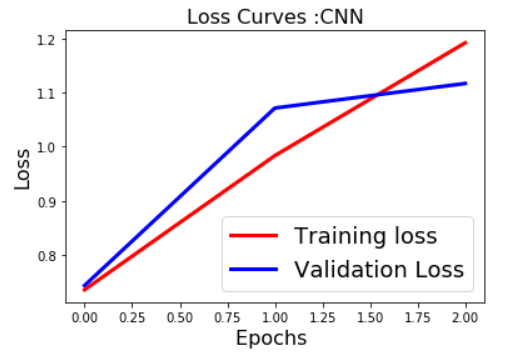 Loss Curves :CNN
1.2
1.1
1.0
0.9
0.8
Loss
Training loss
Validation Loss
0.00 0.25 0.50 0.75 1.00 1.25 1.50 1.75 2.00
Epochs